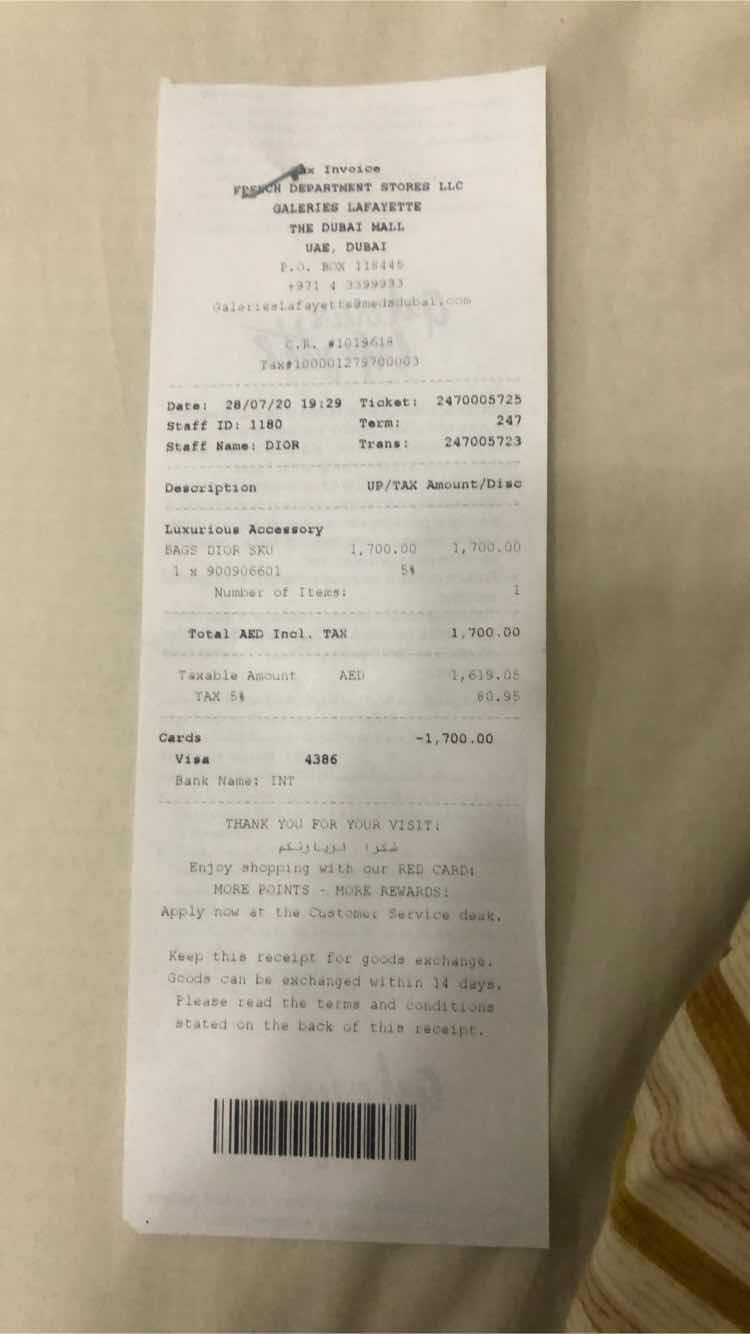 ax Invoice
FRENCH DEPARTMENT STORES LLC
GALERIES LAFAYETTE
THE DUBAI MALL
UAE, DUBAI
P.O. BOX 118446
+971 4 3399933
GaleriesLafayette@medsdubai.com
C.R. #1019618
Tax#100001279700003
Date: 28/07/20 19:29 Ticket: 2470005725
Staff ID: 1180 Term: 247
Staff Name: DIOR Trans: 247005723
Description UP/TAX Amount/Disc
Luxurious Accessory
BAGS DIOR SKU 1,700.00 1,700.00
1 x 900906601 5%
Number of Items: 1
Total AED Incl. TAX 1,700.00
Taxable Amount AED 1,619.05
TAX 5% 80.95
Cards -1,700.00
Visa 4386
Bank Name: INT
THANK YOU FOR YOUR VISIT!
شكرا لزيارتكم
Enjoy shopping with our RED CARD!
MORE POINTS - MORE REWARDS!
Apply now at the Customer Service desk.
Keep this receipt for goods exchange.
Goods can be exchanged within 14 days.
Please read the terms and conditions
stated on the back of this receipt.